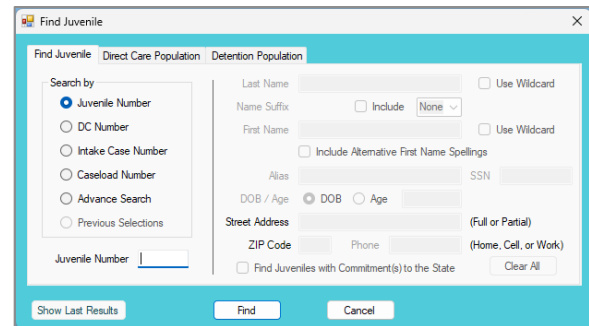 Find Juvenile
Find Juvenile Direct Care Population Detention Population
Search by
Juvenile Number
DC Number
Intake Case Number
Caseload Number
Advance Search
Previous Selections
Juvenile Number
Last Name Use Wildcard
Name Suffix Include None
First Name Use Wildcard
Include Alternative First Name Spellings
Alias SSN
DOB / Age DOB Age
Street Address (Full or Partial)
ZIP Code Phone (Home, Cell, or Work)
Find Juveniles with Commitment(s) to the State Clear All
Show Last Results Find Cancel